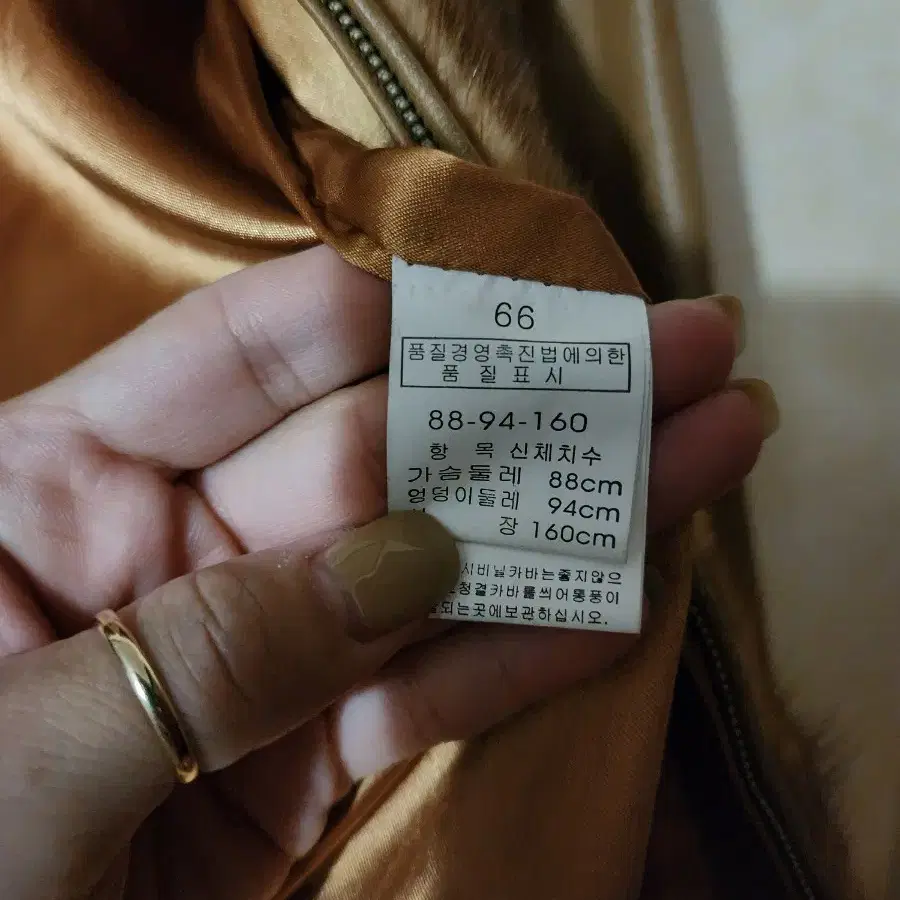 66
품질경영촉진법에의한
품 질 표 시
88-94-160
항 목 신체치수
가슴둘레 88cm
엉덩이둘레 94cm
장 160cm
시비닐카바는좋지않으
청결카바를씌어통풍이
되는곳에보관하십시오.